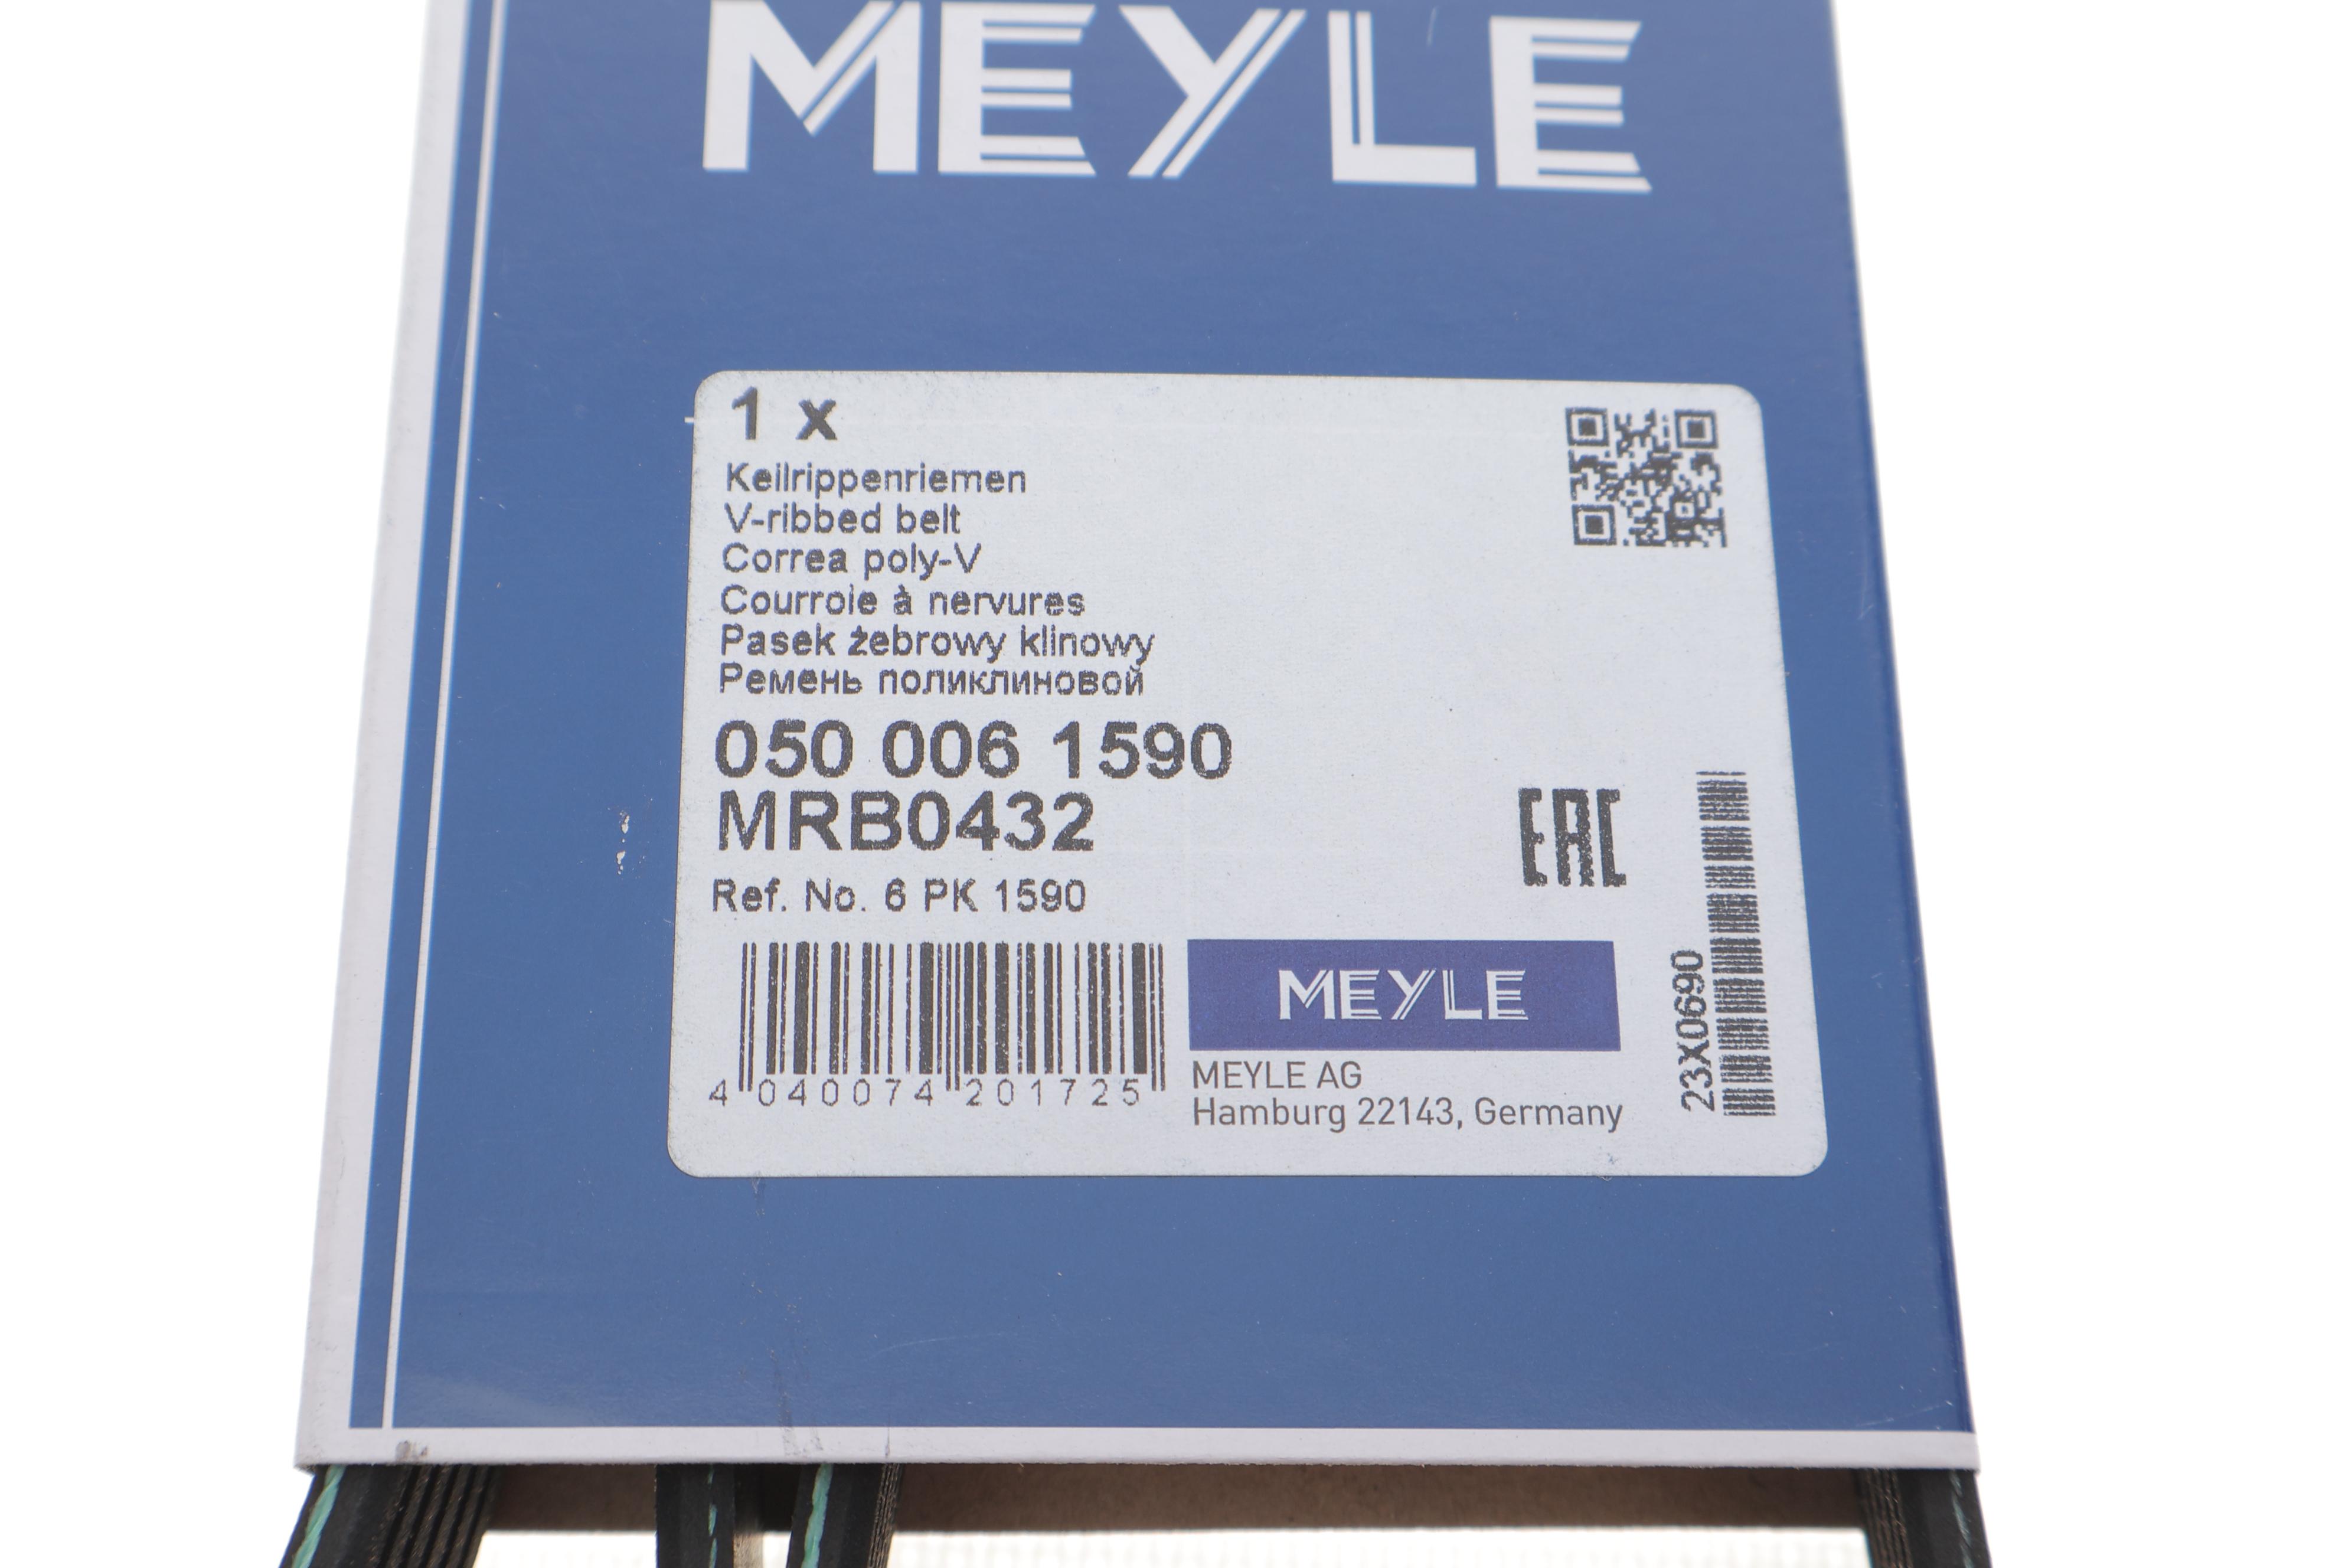 MEYLE
1 x
Keilrippenriemen
V-ribbed belt
Correa poly-V
Courroie à nervures
Pasek żebrowy klinowy
Ремень поликлиновой
050 006 1590
MRB0432
Ref. No. 6 PK 1590
EAC
4 040074 201725
MEYLE
MEYLE AG
Hamburg 22143, Germany
23X0690